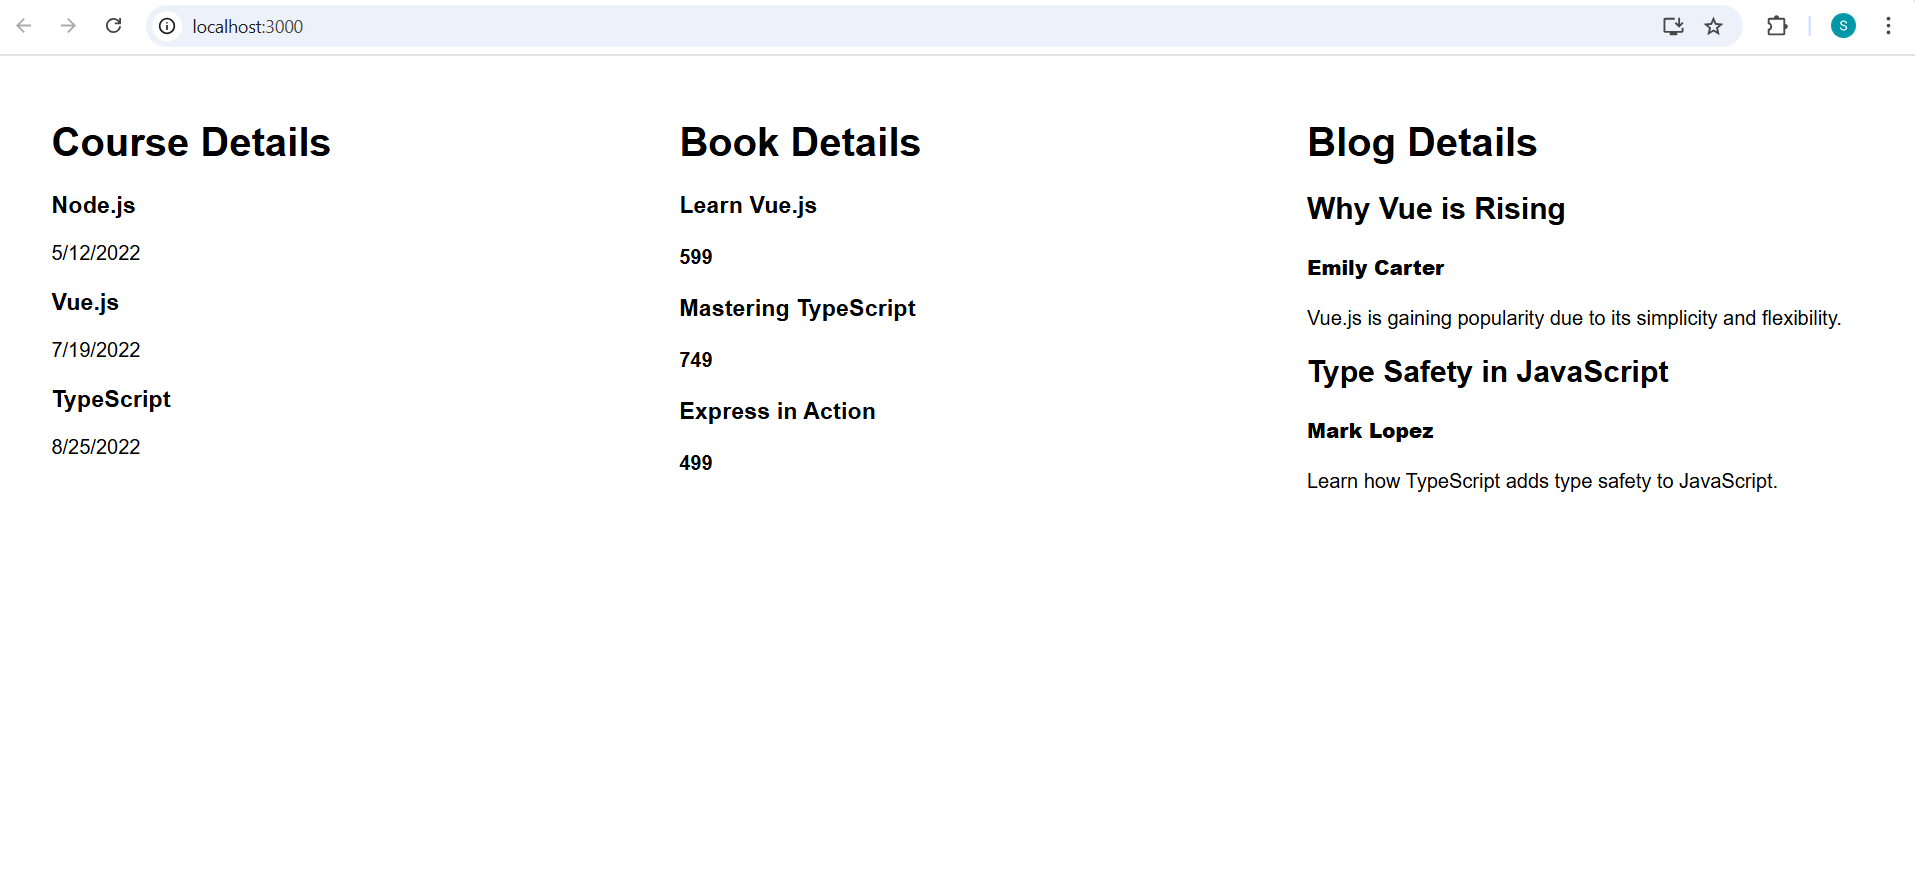 localhost:3000
S
Course Details
Node.js
5/12/2022
Vue.js
7/19/2022
TypeScript
8/25/2022
Book Details
Learn Vue.js
599
Mastering TypeScript
749
Express in Action
499
Blog Details
Why Vue is Rising
Emily Carter
Vue.js is gaining popularity due to its simplicity and flexibility.
Type Safety in JavaScript
Mark Lopez
Learn how TypeScript adds type safety to JavaScript.